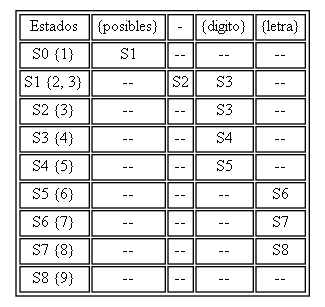 Estados {posibles} - {digito} {letra}
S0 {1} S1 -- -- --
S1 {2, 3} -- S2 S3 --
S2 {3} -- -- S3 --
S3 {4} -- -- S4 --
S4 {5} -- -- S5 --
S5 {6} -- -- -- S6
S6 {7} -- -- -- S7
S7 {8} -- -- -- S8
S8 {9} -- -- -- --